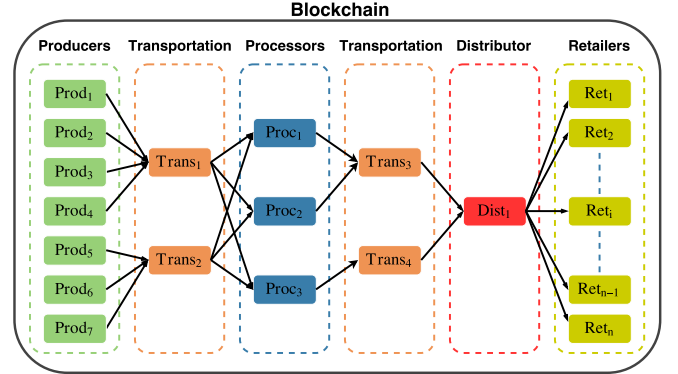 Blockchain
Producers Transportation Processors Transportation Distributor Retailers
Prod₁
Prod₂
Prod₃
Prod₄
Prod₅
Prod₆
Prod₇
Trans₁
Trans₂
Proc₁
Proc₂
Proc₃
Trans₃
Trans₄
Dist₁
Ret₁
Ret₂
Retᵢ
Retₙ₋₁
Retₙ